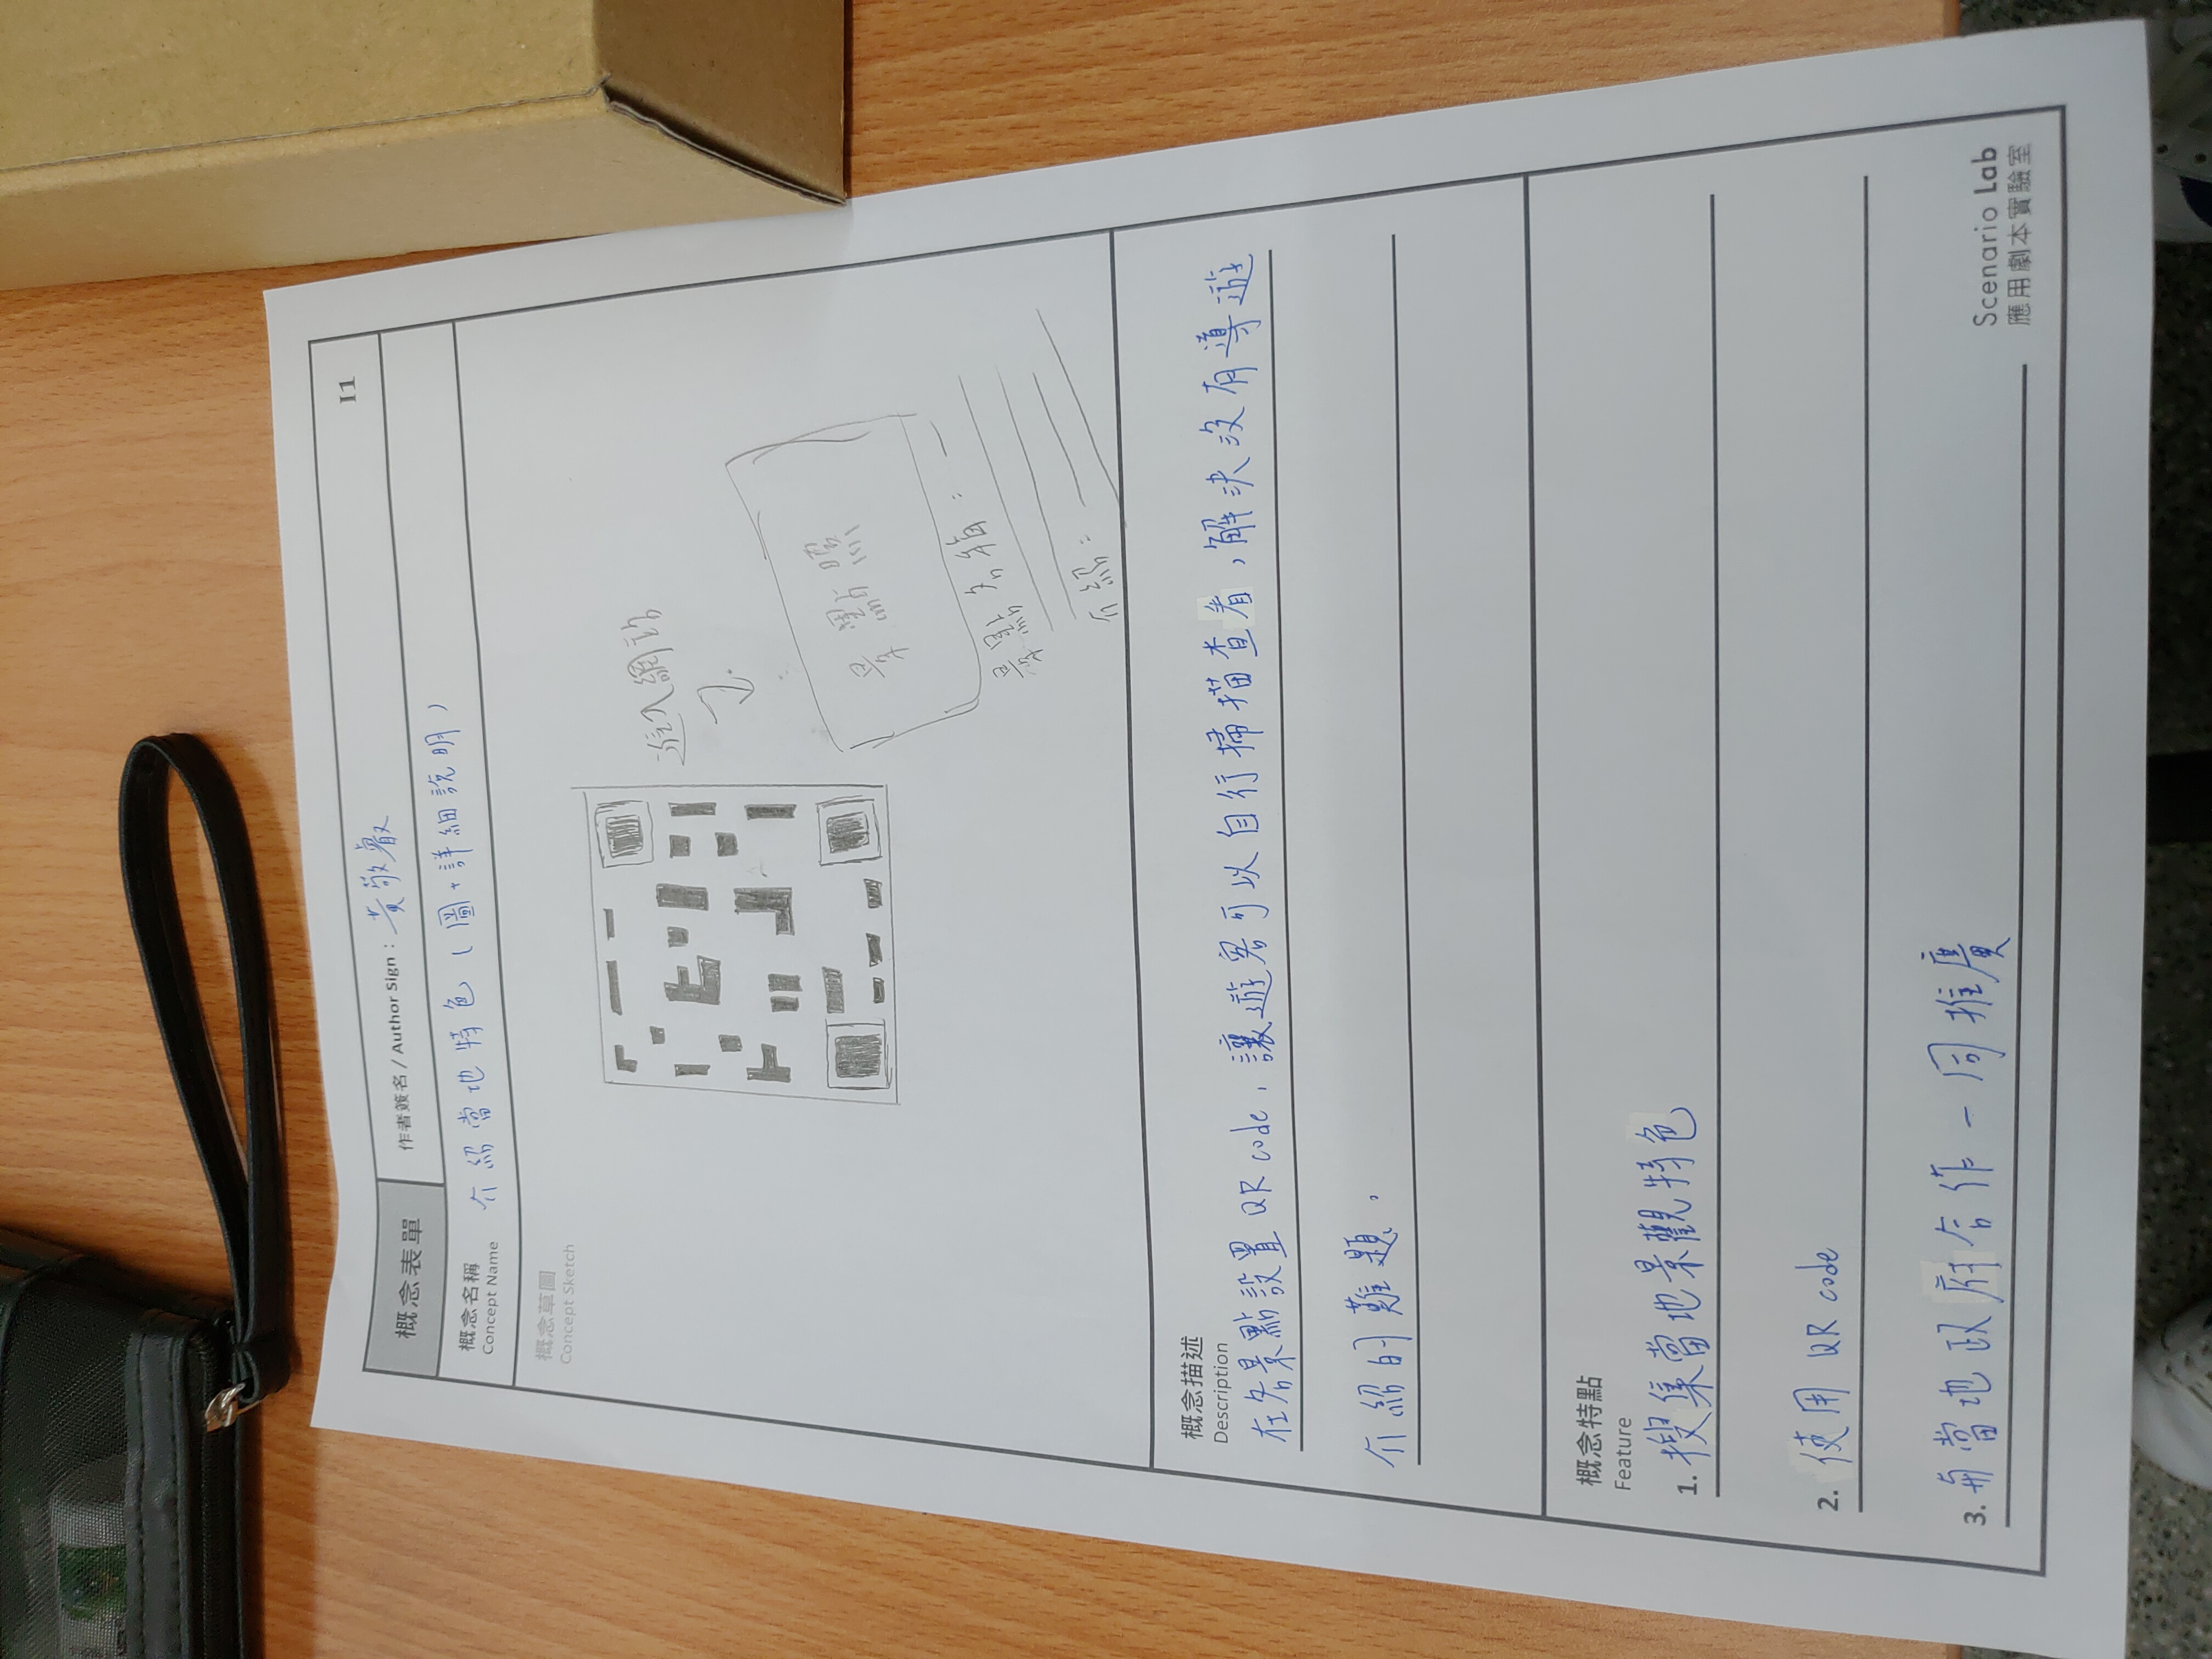 I1
概念表單
作者簽名 / Author Sign : 黃敬叡
概念名稱
Concept Name
介紹當地特色 (圖+詳細說明)
概念草圖
Concept Sketch
進入網站
景點照
景點名稱：
介紹：
概念描述
Description
在各景點設置 QR code，讓遊客可以自行掃描查看，解決沒有導遊
介紹的難題。
概念特點
Feature
1. 搜集當地景觀特色
2. 使用 QR code
3. 與當地政府合作一同推廣
Scenario Lab
應用劇本實驗室